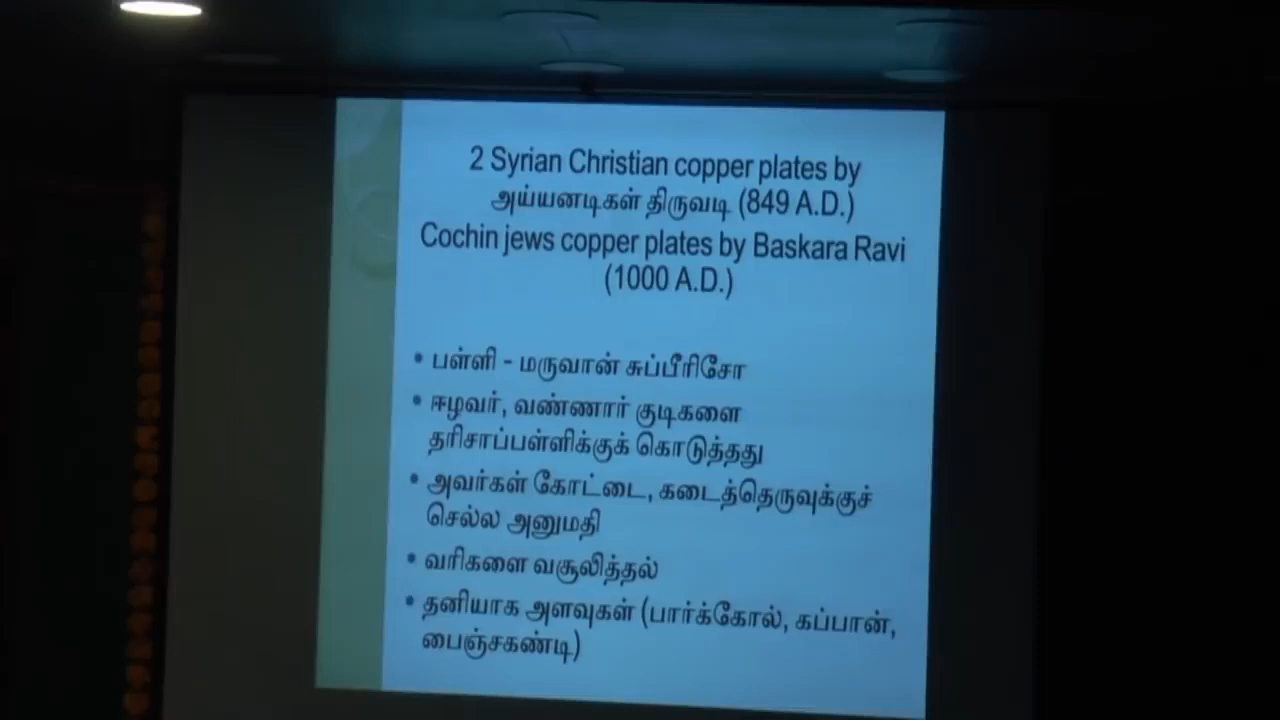 2 Syrian Christian copper plates by
அய்யனடிகள் திருவடி (849 A.D.)
Cochin jews copper plates by Baskara Ravi
(1000 A.D.)
• பள்ளி - மருவான் சுப்பீரிசோ
• ஈழவர், வண்ணார் குடிகளை
தரிசாப்பள்ளிக்குக் கொடுத்தது
• அவர்கள் கோட்டை, கடைத்தெருவுக்குச்
செல்ல அனுமதி
• வரிகளை வசூலித்தல்
• தனியாக அளவுகள் (பார்க்கோல், கப்பான்,
பைஞ்சகண்டி)